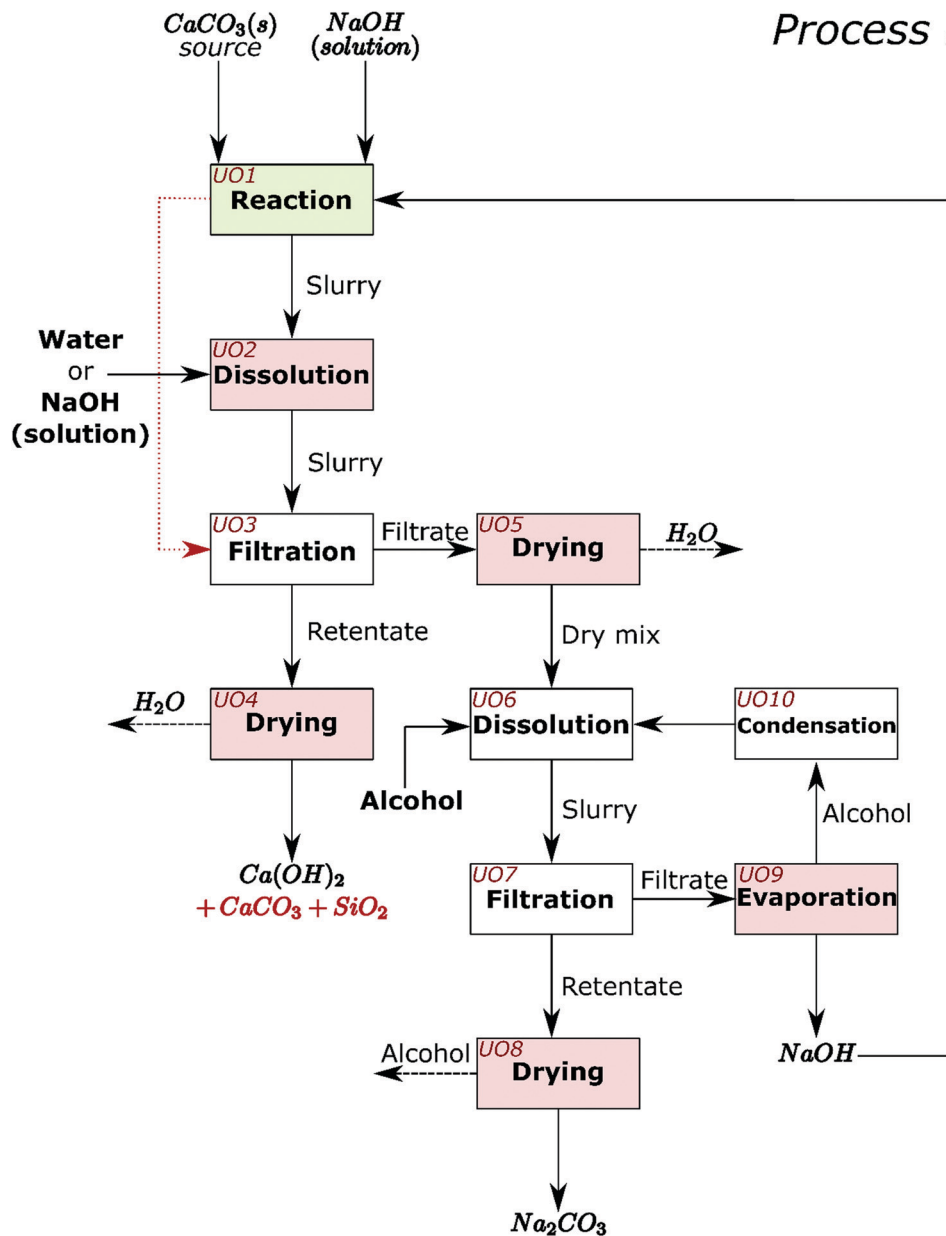 Process
CaCO₃(s)
source
NaOH
(solution)
UO1
Reaction
Slurry
Water
or
NaOH
(solution)
UO2
Dissolution
Slurry
UO3
Filtration
Filtrate
UO5
Drying
H₂O
Retentate
Dry mix
H₂O
UO4
Drying
UO6
Dissolution
UO10
Condensation
Alcohol
Slurry
Alcohol
Ca(OH)₂
+ CaCO₃ + SiO₂
UO7
Filtration
Filtrate
UO9
Evaporation
Retentate
Alcohol
UO8
Drying
NaOH
Na₂CO₃